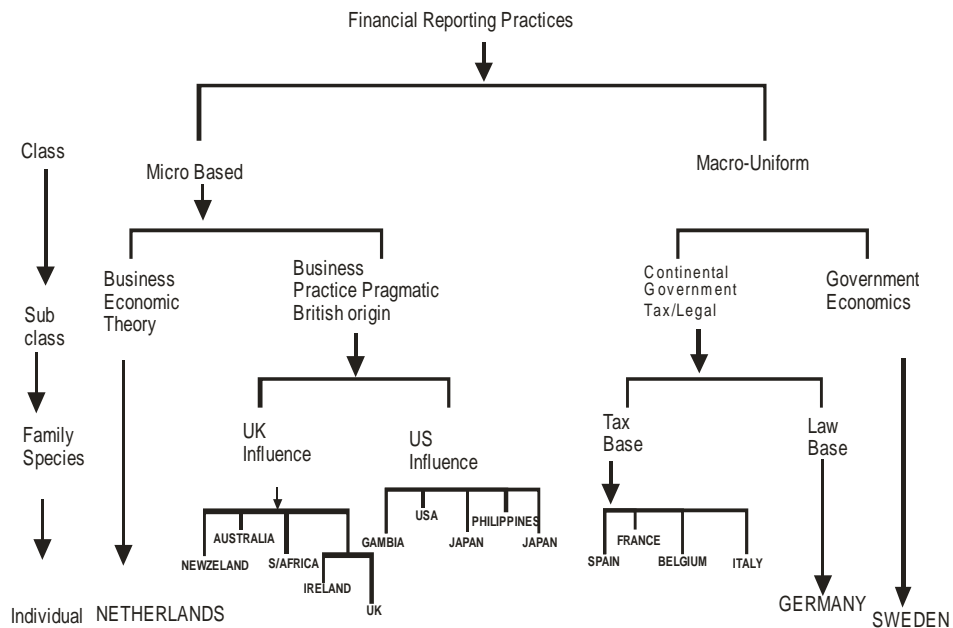 Financial Reporting Practices
Class
Micro Based
Macro-Uniform
Business
Economic
Theory
Business
Practice Pragmatic
British origin
Continental
Government
Tax/Legal
Government
Economics
Sub
class
Family
Species
UK
Influence
US
Influence
Tax
Base
Law
Base
NEWZELAND
AUSTRALIA
S/AFRICA
IRELAND
UK
GAMBIA
USA
JAPAN
PHILIPPINES
JAPAN
SPAIN
FRANCE
BELGIUM
ITALY
Individual
NETHERLANDS
GERMANY
SWEDEN